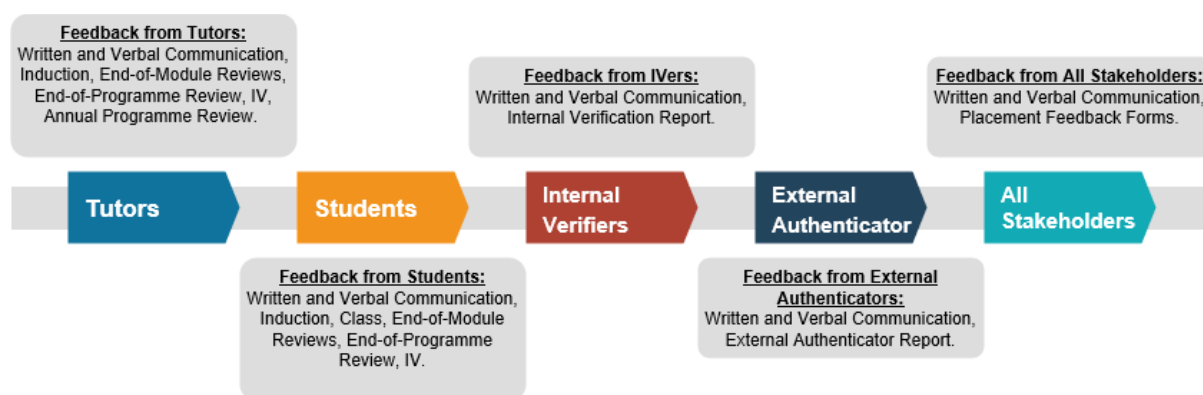 Feedback from Tutors:
Written and Verbal Communication,
Induction, End-of-Module Reviews,
End-of-Programme Review, IV,
Annual Programme Review.
Feedback from IVers:
Written and Verbal Communication,
Internal Verification Report.
Feedback from All Stakeholders:
Written and Verbal Communication,
Placement Feedback Forms.
Tutors
Students
Internal
Verifiers
External
Authenticator
All
Stakeholders
Feedback from Students:
Written and Verbal Communication,
Induction, Class, End-of-Module
Reviews, End-of-Programme
Review, IV.
Feedback from External
Authenticators:
Written and Verbal Communication,
External Authenticator Report.